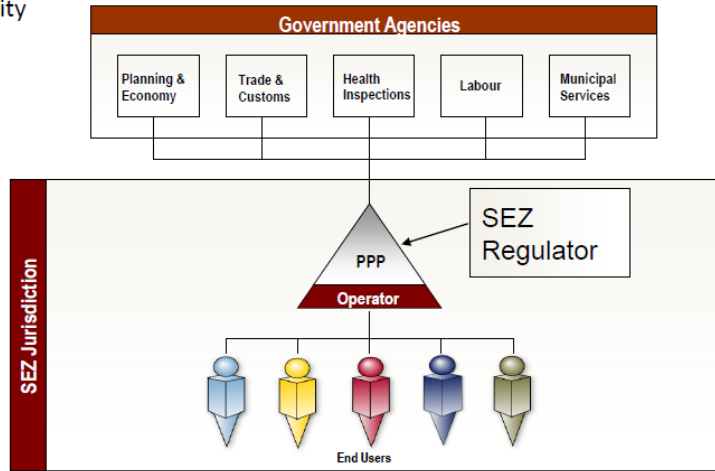 ity
Government Agencies
Planning &
Economy
Trade &
Customs
Health
Inspections
Labour
Municipal
Services
SEZ Jurisdiction
SEZ
Regulator
PPP
Operator
End Users